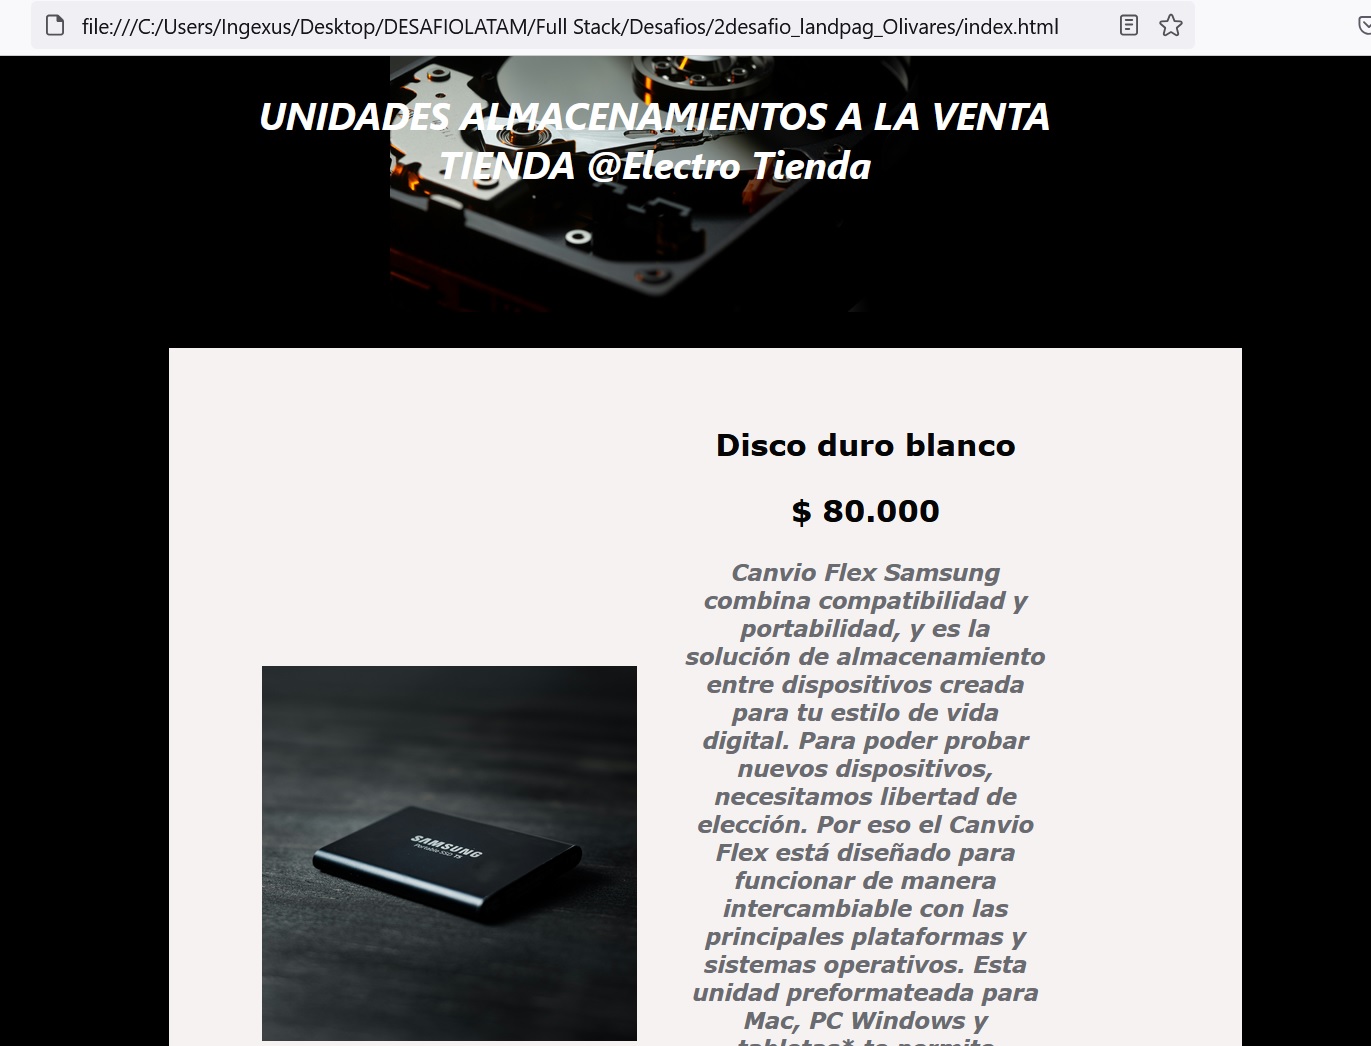 file:///C:/Users/Ingexus/Desktop/DESAFIOLATAM/Full Stack/Desafios/2desafio_landpag_Olivares/index.html
UNIDADES ALMACENAMIENTOS A LA VENTA
TIENDA @Electro Tienda
Disco duro blanco
$ 80.000
Canvio Flex Samsung
combina compatibilidad y
portabilidad, y es la
solución de almacenamiento
entre dispositivos creada
para tu estilo de vida
digital. Para poder probar
nuevos dispositivos,
necesitamos libertad de
elección. Por eso el Canvio
Flex está diseñado para
funcionar de manera
intercambiable con las
principales plataformas y
sistemas operativos. Esta
unidad preformateada para
Mac, PC Windows y
tabletas* te permite
SAMSUNG
Portable SSD T5